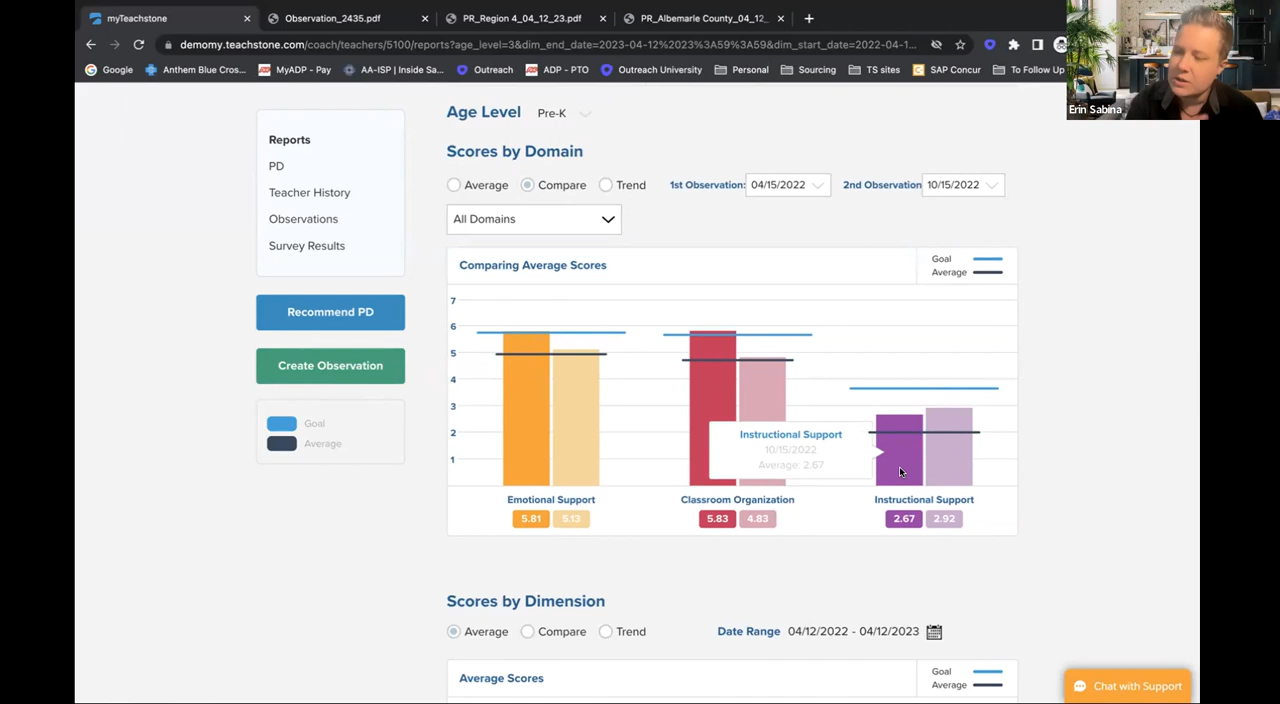 myTeachstone
Observation_2435.pdf
PR_Region 4_04_12_23.pdf
PR_Albemarle County_04_12_
demomy.teachstone.com/coach/teachers/5100/reports?age_level=3&dim_end_date=2023-04-12%2023%3A59%3A59&dim_start_date=2022-04-1...
Google
Anthem Blue Cros...
MyADP - Pay
AA-ISP | Inside Sa...
Outreach
ADP - PTO
Outreach University
Personal
Sourcing
TS sites
SAP Concur
To Follow Up
Erin Sabina
Reports
PD
Teacher History
Observations
Survey Results
Recommend PD
Create Observation
Goal
Average
Age Level Pre-K
Scores by Domain
Average Compare Trend 1st Observation: 04/15/2022 2nd Observation 10/15/2022
All Domains
Comparing Average Scores
Goal
Average
7
6
5
4
3
2
1
Instructional Support
10/15/2022
Average: 2.67
Emotional Support
5.81 5.13
Classroom Organization
5.83 4.83
Instructional Support
2.67 2.92
Scores by Dimension
Average Compare Trend Date Range 04/12/2022 - 04/12/2023
Average Scores
Goal
Average
Chat with Support